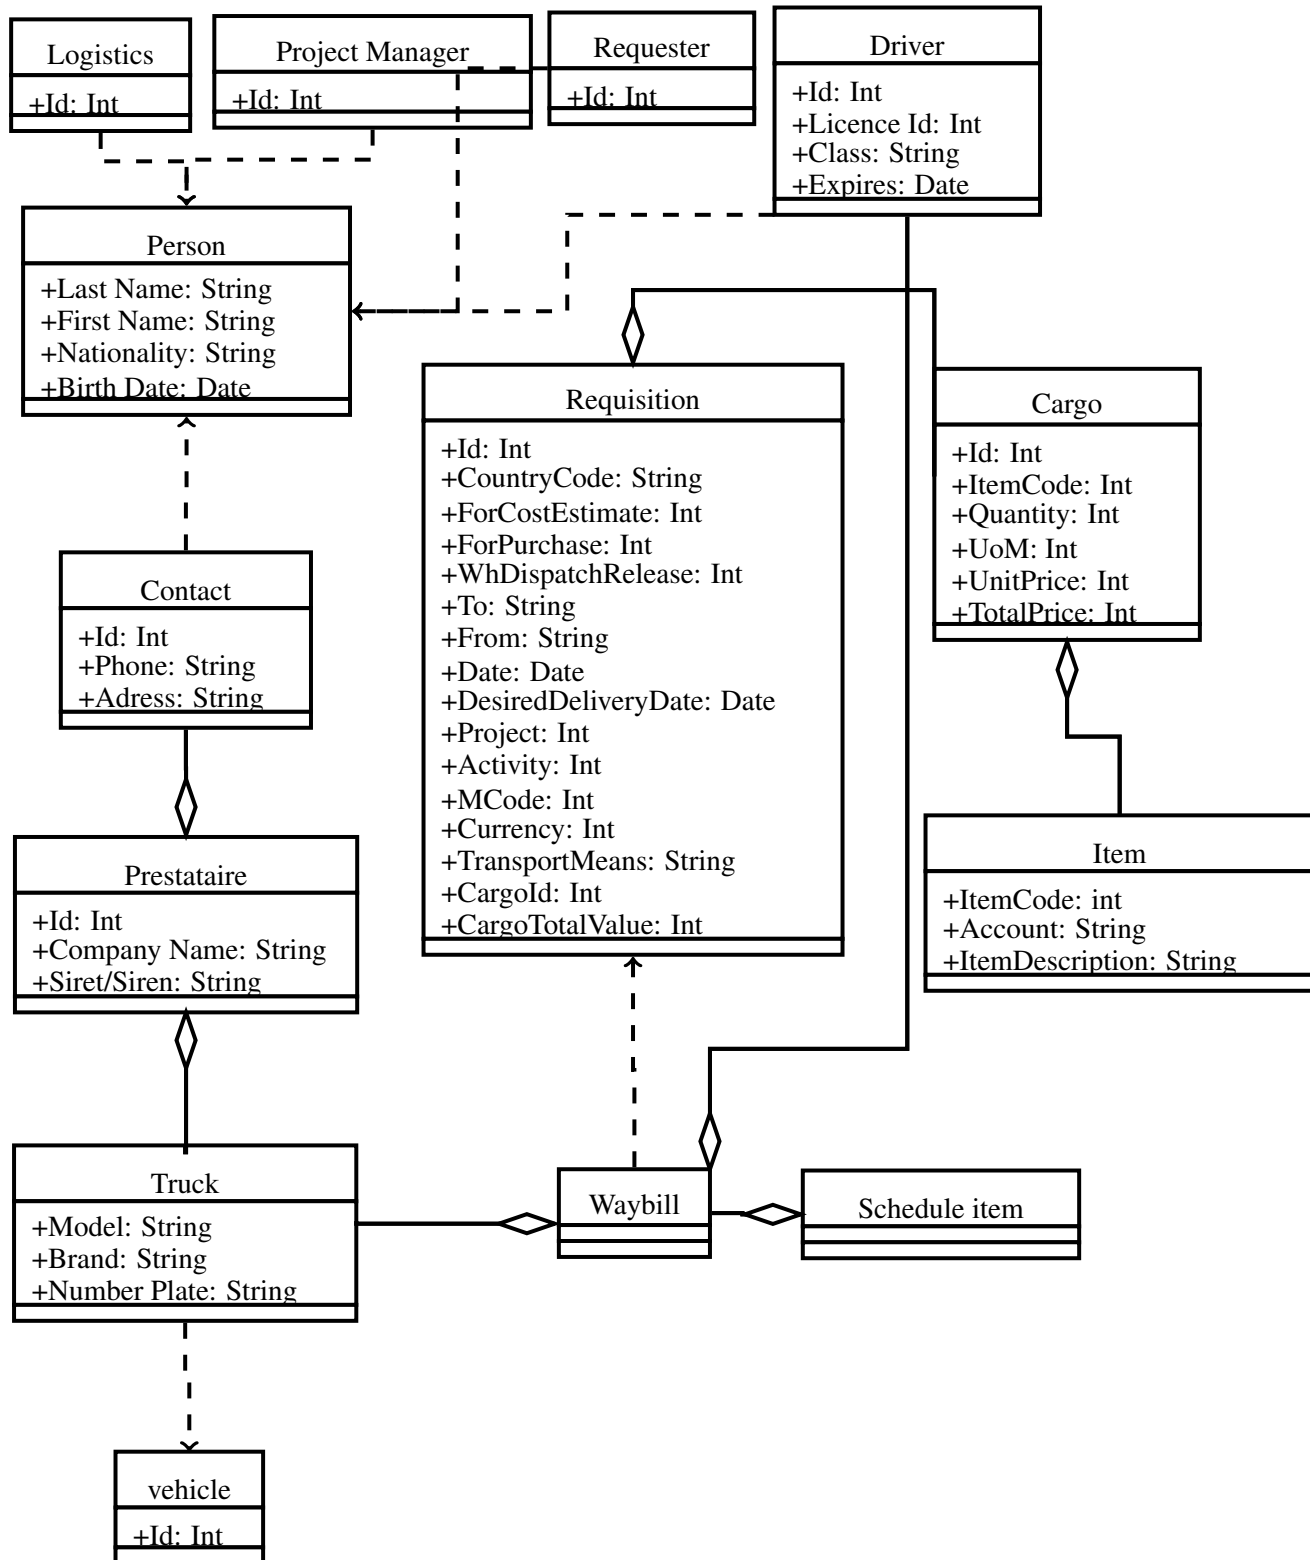 Logistics
+Id: Int
Project Manager
+Id: Int
Requester
+Id: Int
Driver
+Id: Int
+Licence Id: Int
+Class: String
+Expires: Date
Person
+Last Name: String
+First Name: String
+Nationality: String
+Birth Date: Date
Requisition
+Id: Int
+CountryCode: String
+ForCostEstimate: Int
+ForPurchase: Int
+WhDispatchRelease: Int
+To: String
+From: String
+Date: Date
+DesiredDeliveryDate: Date
+Project: Int
+Activity: Int
+MCode: Int
+Currency: Int
+TransportMeans: String
+CargoId: Int
+CargoTotalValue: Int
Cargo
+Id: Int
+ItemCode: Int
+Quantity: Int
+UoM: Int
+UnitPrice: Int
+TotalPrice: Int
Contact
+Id: Int
+Phone: String
+Adress: String
Prestataire
+Id: Int
+Company Name: String
+Siret/Siren: String
Item
+ItemCode: int
+Account: String
+ItemDescription: String
Truck
+Model: String
+Brand: String
+Number Plate: String
Waybill
Schedule item
vehicle
+Id: Int